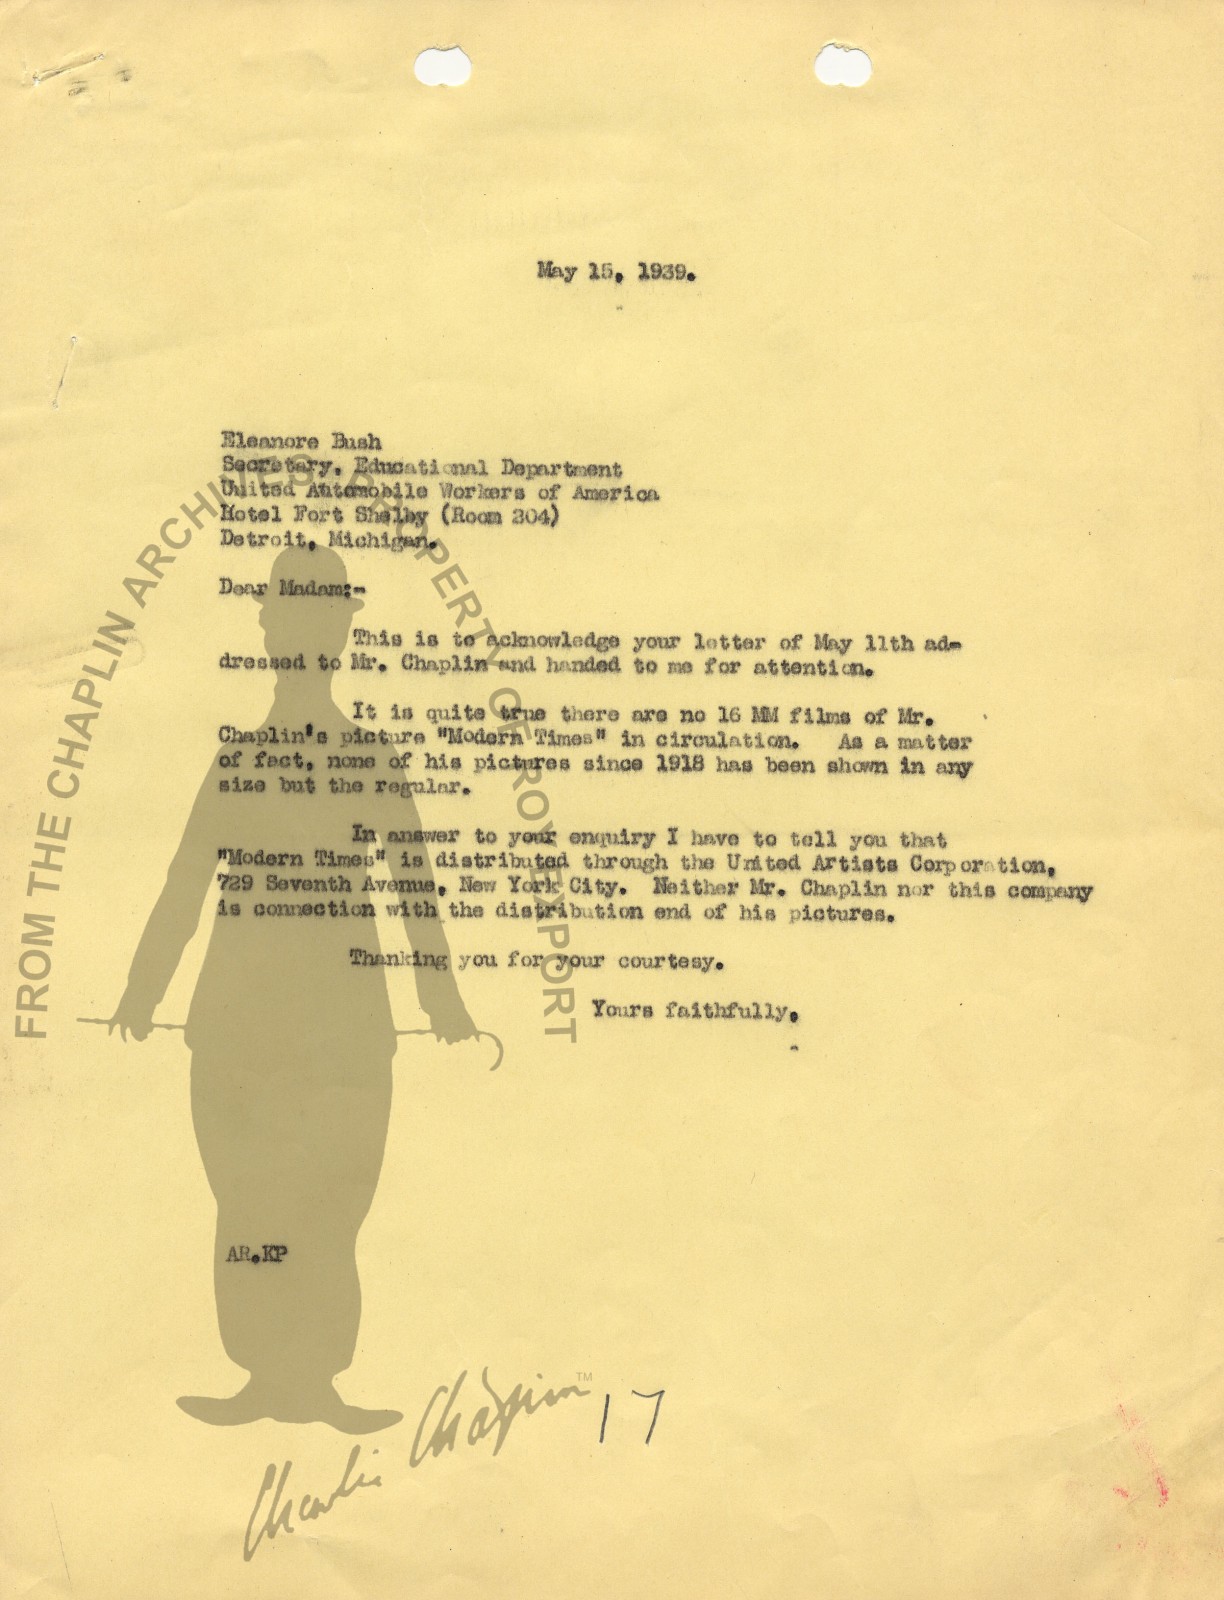 May 15, 1939.
Eleanore Bush
Secretary, Educational Department
United Automobile Workers of America
Hotel Fort Shelby (Room 304)
Detroit, Michigan.
Dear Madam:-
This is to acknowledge your letter of May 11th ad-
dressed to Mr. Chaplin and handed to me for attention.
It is quite true there are no 16 MM films of Mr.
Chaplin's picture "Modern Times" in circulation. As a matter
of fact, none of his pictures since 1918 has been shown in any
size but the regular.
In answer to your enquiry I have to tell you that
"Modern Times" is distributed through the United Artists Corporation,
729 Seventh Avenue, New York City. Neither Mr. Chaplin nor this company
is connection with the distribution end of his pictures.
Thanking you for your courtesy.
Yours faithfully,
AR.KP
17
FROM THE CHAPLIN ARCHIVES PROPERTY OF ROY EXPORT
Charlie Chaplin™